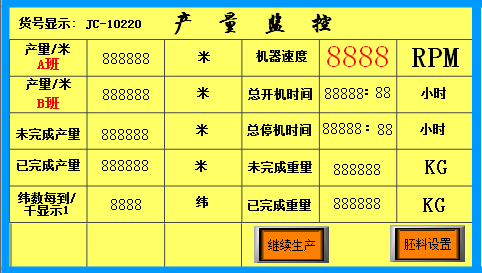 货号显示: JC-10220 产量监控
产量/米 888888 米 机器速度 8888 RPM
A班
产量/米 888888 米 总开机时间 88888: 88 小时
B班
未完成产量 888888 米 总停机时间 88888: 88 小时
已完成产量 888888 米 未完成重量 888888 KG
纬数每到/ 8888 纬 已完成重量 888888 KG
千显示1
继续生产 胚料设置